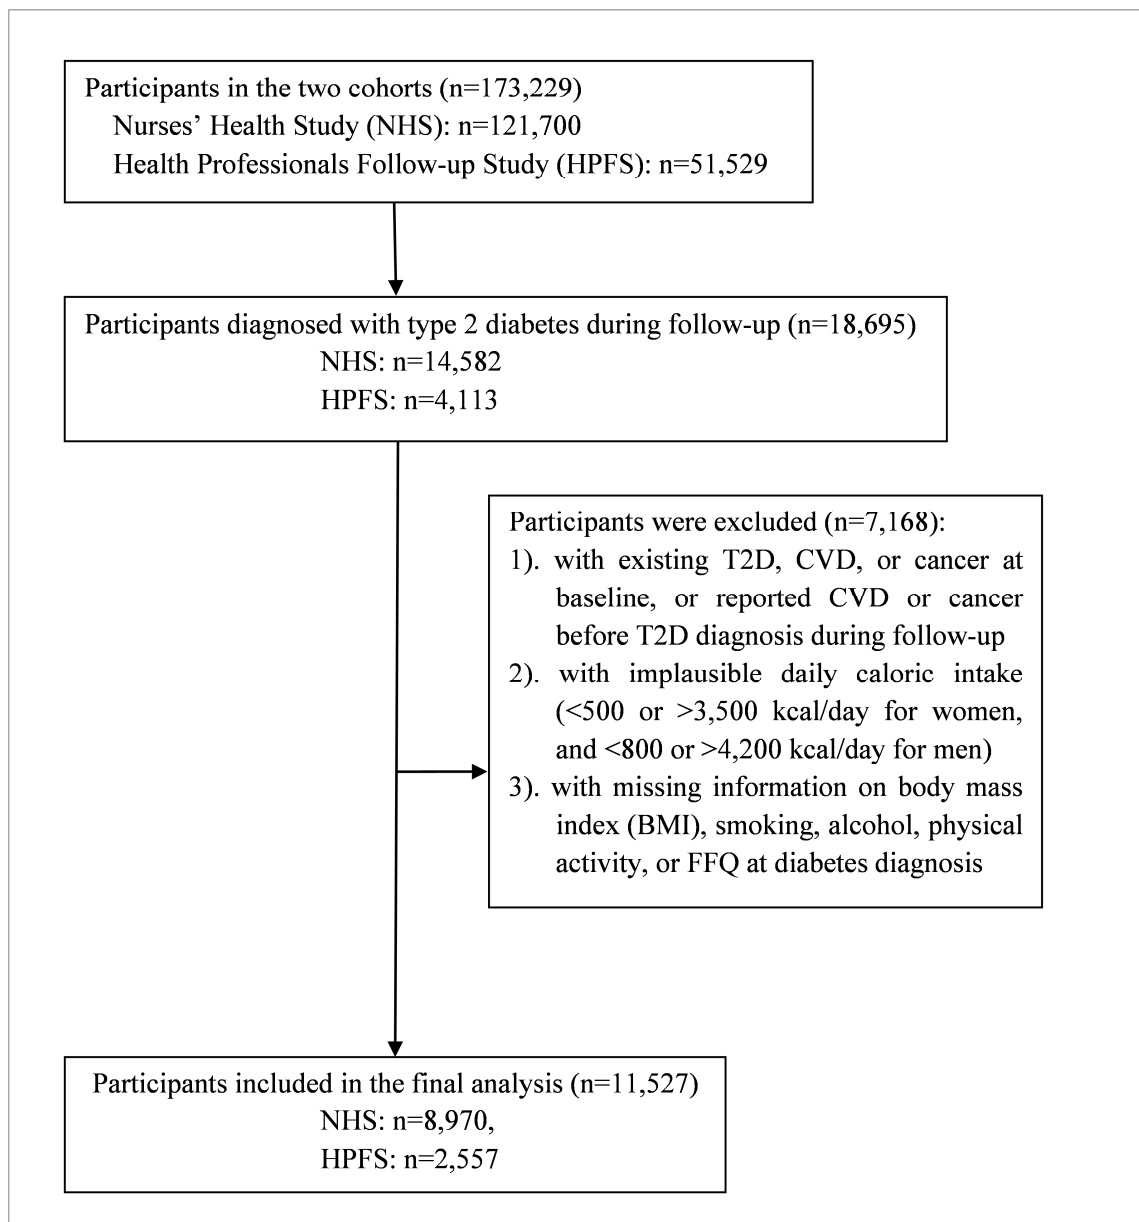 Participants in the two cohorts (n=173,229)
Nurses’ Health Study (NHS): n=121,700
Health Professionals Follow-up Study (HPFS): n=51,529
Participants diagnosed with type 2 diabetes during follow-up (n=18,695)
NHS: n=14,582
HPFS: n=4,113
Participants were excluded (n=7,168):
1). with existing T2D, CVD, or cancer at
baseline, or reported CVD or cancer
before T2D diagnosis during follow-up
2). with implausible daily caloric intake
(<500 or >3,500 kcal/day for women,
and <800 or >4,200 kcal/day for men)
3). with missing information on body mass
index (BMI), smoking, alcohol, physical
activity, or FFQ at diabetes diagnosis
Participants included in the final analysis (n=11,527)
NHS: n=8,970,
HPFS: n=2,557